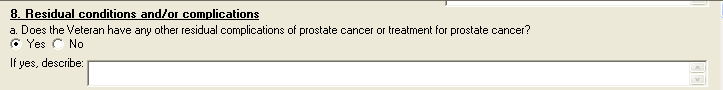 8. Residual conditions and/or complications
a. Does the Veteran have any other residual complications of prostate cancer or treatment for prostate cancer?
Yes No
If yes, describe: